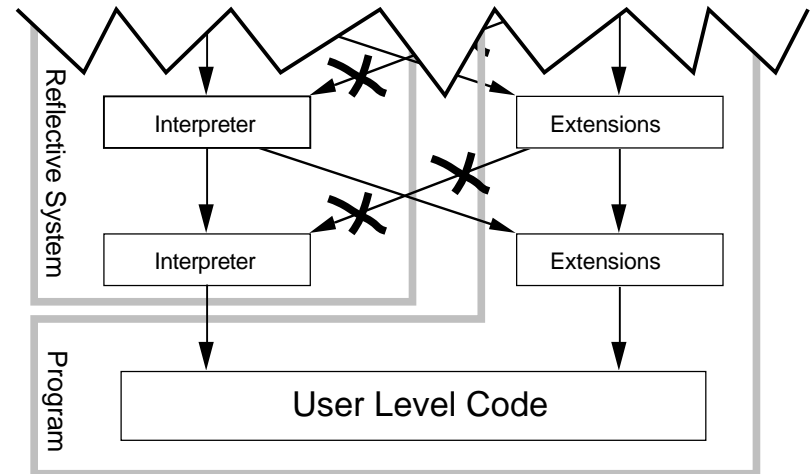 Reflective System
Interpreter
Extensions
Interpreter
Extensions
Program
User Level Code